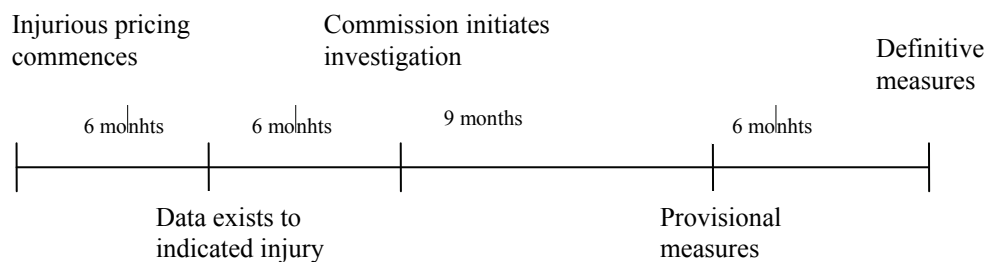 Injurious pricing
commences
Commission initiates
investigation
Definitive
measures
6 monhts
6 monhts
9 months
6 monhts
Data exists to
indicated injury
Provisional
measures